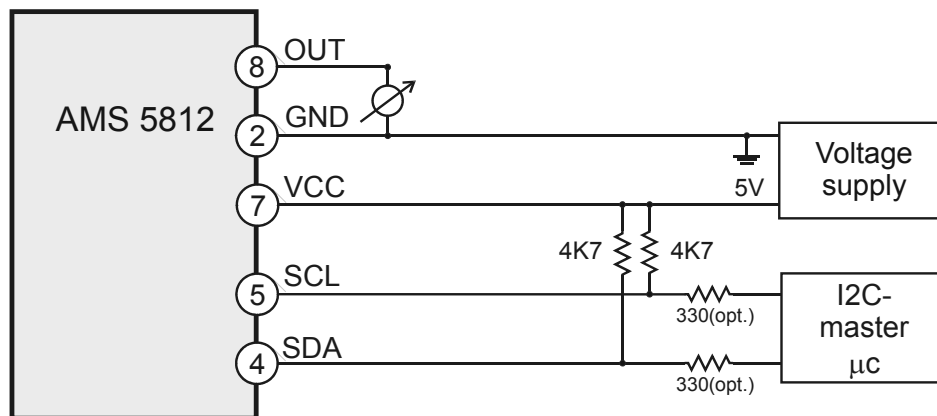 OUT
8
AMS 5812
GND
2
Voltage
supply
VCC
5V
7
4K7
4K7
SCL
5
I2C-
master
μc
330(opt.)
SDA
4
330(opt.)